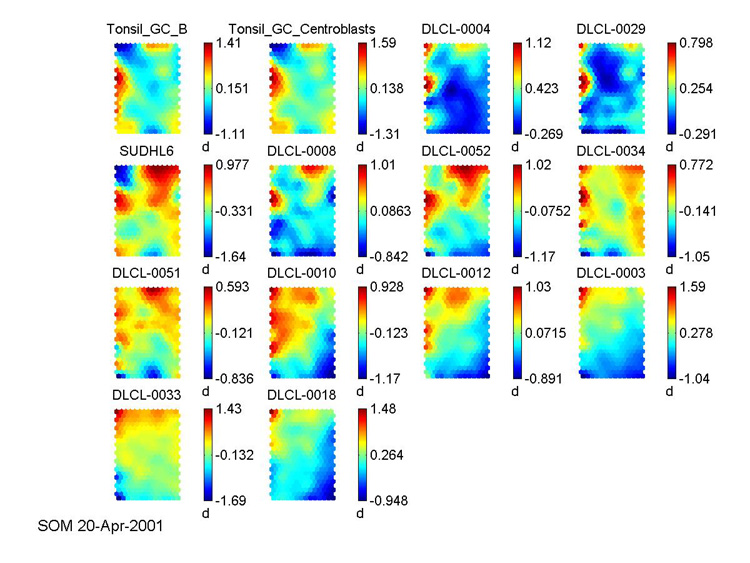 Tonsil_GC_B Tonsil_GC_Centroblasts DLCL-0004 DLCL-0029
1.41 1.59 1.12 0.798
0.151 0.138 0.423 0.254
-1.11 -1.31 -0.269 -0.291
d d d d
SUDHL6 DLCL-0008 DLCL-0052 DLCL-0034
0.977 1.01 1.02 0.772
-0.331 0.0863 -0.0752 -0.141
-1.64 -0.842 -1.17 -1.05
d d d d
DLCL-0051 DLCL-0010 DLCL-0012 DLCL-0003
0.593 0.928 1.03 1.59
-0.121 -0.123 0.0715 0.278
-0.836 -1.17 -0.891 -1.04
d d d d
DLCL-0033 DLCL-0018
1.43 1.48
-0.132 0.264
-1.69 -0.948
d d
SOM 20-Apr-2001